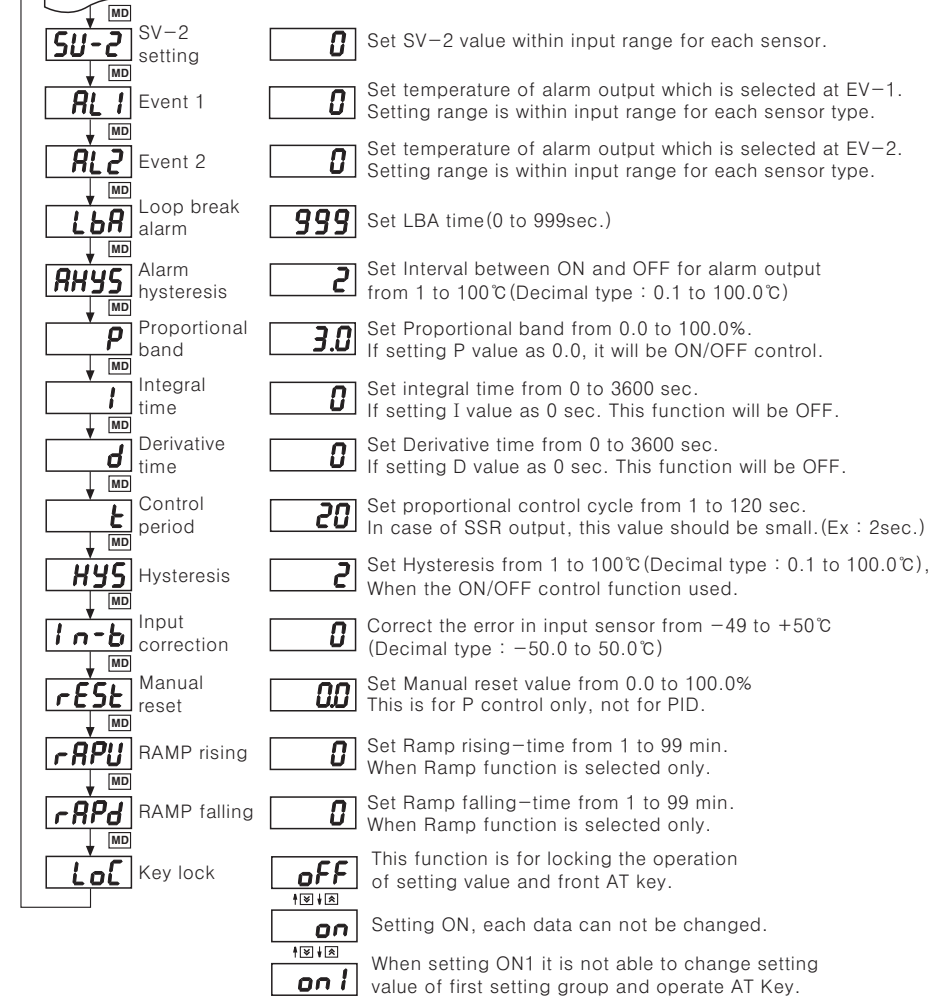 MD
SV-2 SV-2 setting 0 Set SV-2 value within input range for each sensor.
MD
AL1 Event 1 0 Set temperature of alarm output which is selected at EV-1.
Setting range is within input range for each sensor type.
MD
AL2 Event 2 0 Set temperature of alarm output which is selected at EV-2.
Setting range is within input range for each sensor type.
MD
LbA Loop break alarm 999 Set LBA time(0 to 999sec.)
MD
AHYS Alarm hysteresis 2 Set Interval between ON and OFF for alarm output
from 1 to 100℃(Decimal type : 0.1 to 100.0℃)
MD
P Proportional band 3.0 Set Proportional band from 0.0 to 100.0%.
If setting P value as 0.0, it will be ON/OFF control.
MD
I Integral time 0 Set integral time from 0 to 3600 sec.
If setting I value as 0 sec. This function will be OFF.
MD
d Derivative time 0 Set Derivative time from 0 to 3600 sec.
If setting D value as 0 sec. This function will be OFF.
MD
t Control period 20 Set proportional control cycle from 1 to 120 sec.
In case of SSR output, this value should be small.(Ex : 2sec.)
MD
HYS Hysteresis 2 Set Hysteresis from 1 to 100℃(Decimal type : 0.1 to 100.0℃),
When the ON/OFF control function used.
MD
In-b Input correction 0 Correct the error in input sensor from -49 to +50℃
(Decimal type : -50.0 to 50.0℃)
MD
rESt Manual reset 0.0 Set Manual reset value from 0.0 to 100.0%
This is for P control only, not for PID.
MD
rAPU RAMP rising 0 Set Ramp rising-time from 1 to 99 min.
When Ramp function is selected only.
MD
rAPd RAMP falling 0 Set Ramp falling-time from 1 to 99 min.
When Ramp function is selected only.
MD
LoC Key lock oFF This function is for locking the operation
of setting value and front AT key.
on Setting ON, each data can not be changed.
on1 When setting ON1 it is not able to change setting
value of first setting group and operate AT Key.